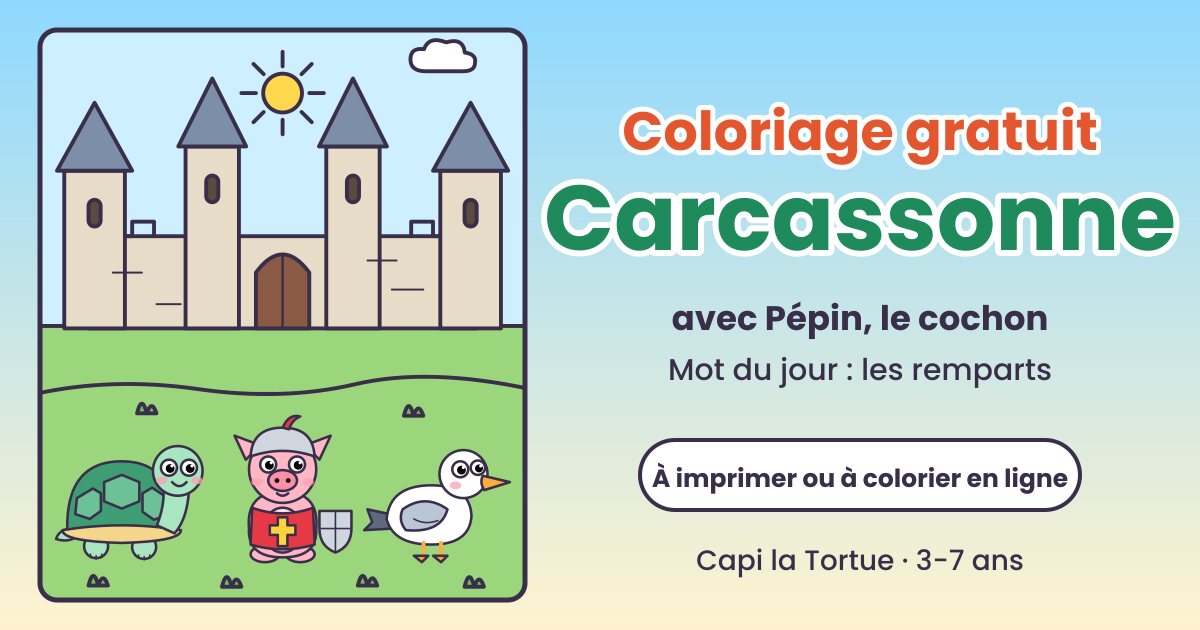 Coloriage gratuit
Carcassonne
avec Pépin, le cochon
Mot du jour : les remparts
À imprimer ou à colorier en ligne
Capi la Tortue · 3-7 ans